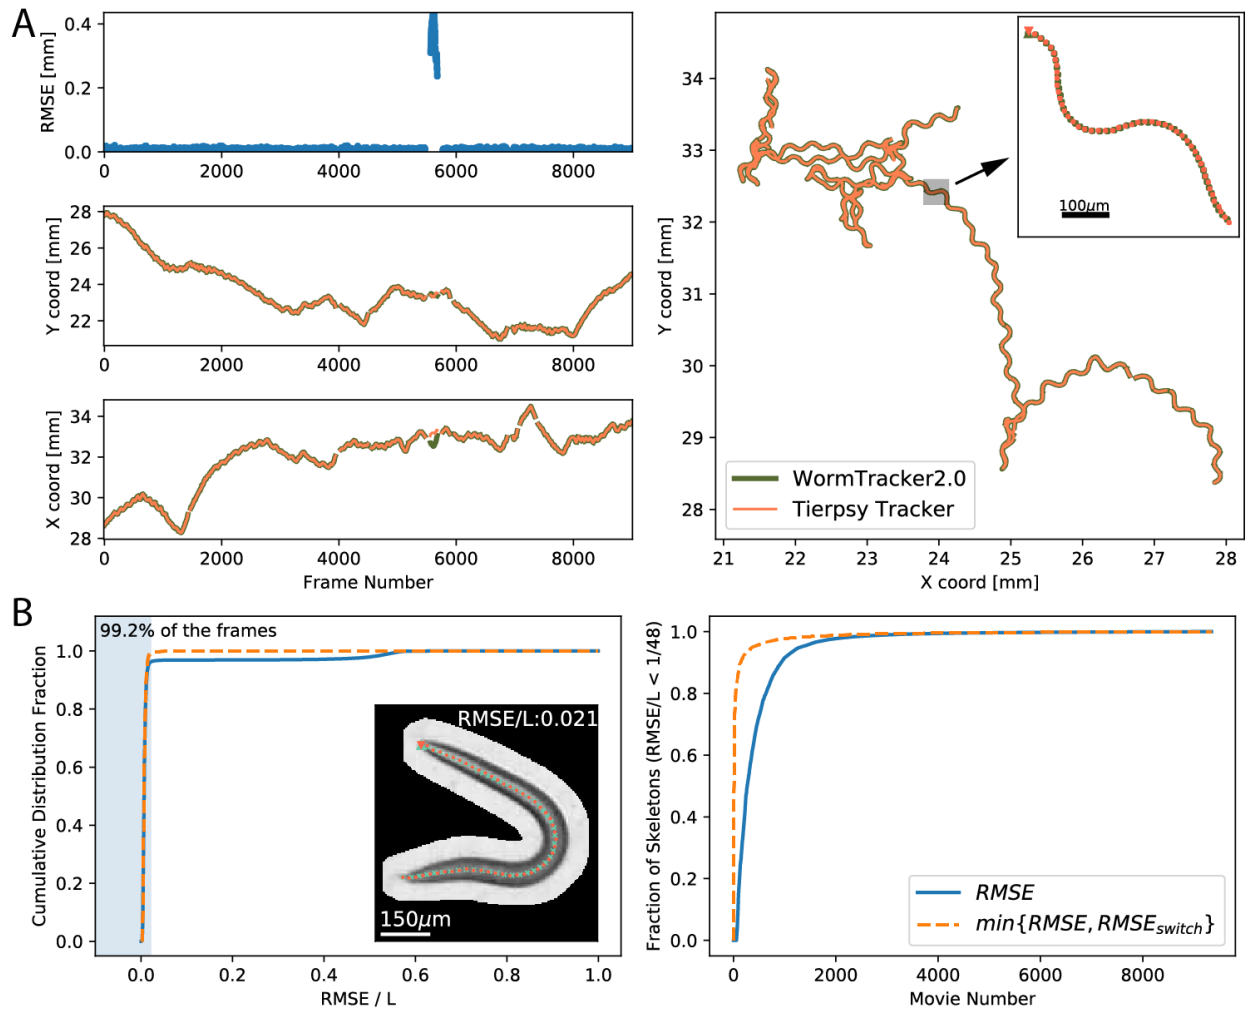 A
RMSE [mm]
0.4
0.2
0.0
0 2000 4000 6000 8000
Y coord [mm]
28
26
24
22
0 2000 4000 6000 8000
X coord [mm]
34
32
30
28
0 2000 4000 6000 8000
Frame Number
Y coord [mm]
34
33
32
31
30
29
28
100μm
WormTracker2.0
Tierpsy Tracker
21 22 23 24 25 26 27 28
X coord [mm]
B
Cumulative Distribution Fraction
99.2% of the frames
1.0
0.8
0.6
0.4
0.2
0.0
RMSE/L:0.021
150μm
0.0 0.2 0.4 0.6 0.8 1.0
RMSE / L
Fraction of Skeletons (RMSE/L < 1/48)
1.0
0.8
0.6
0.4
0.2
0.0
RMSE
min{RMSE, RMSEswitch}
0 2000 4000 6000 8000
Movie Number